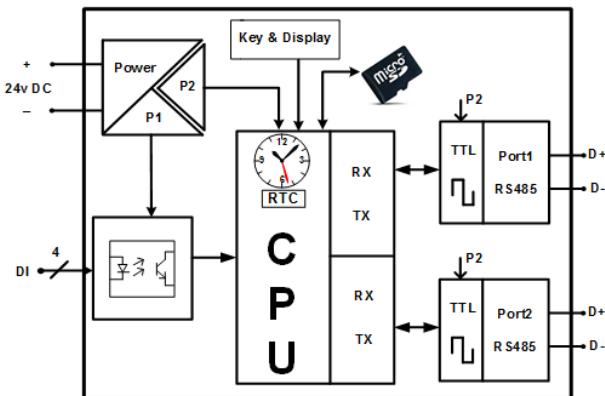 Key & Display
micro
SD
+
24v DC
−
Power
P1
P2
12
9
3
6
RTC
C
P
U
RX
TX
RX
TX
4
DI
P2
TTL
Port1
RS485
D+
D-
P2
TTL
Port2
RS485
D+
D-